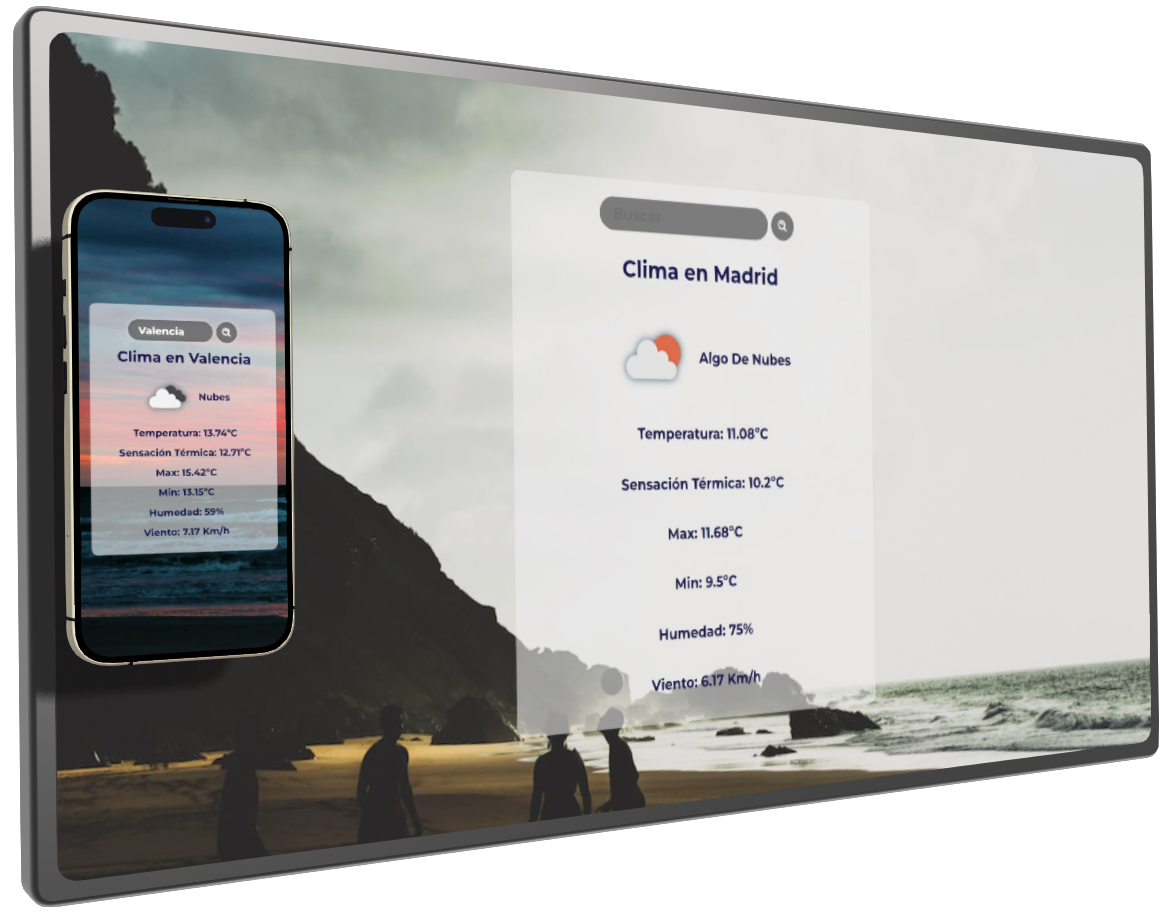 Valencia
Clima en Valencia
Nubes
Temperatura: 13.74°C
Sensación Térmica: 12.71°C
Max: 15.42°C
Min: 13.15°C
Humedad: 59%
Viento: 7.17 Km/h
Buscar
Clima en Madrid
Algo De Nubes
Temperatura: 11.08°C
Sensación Térmica: 10.2°C
Max: 11.68°C
Min: 9.5°C
Humedad: 75%
Viento: 6.17 Km/h